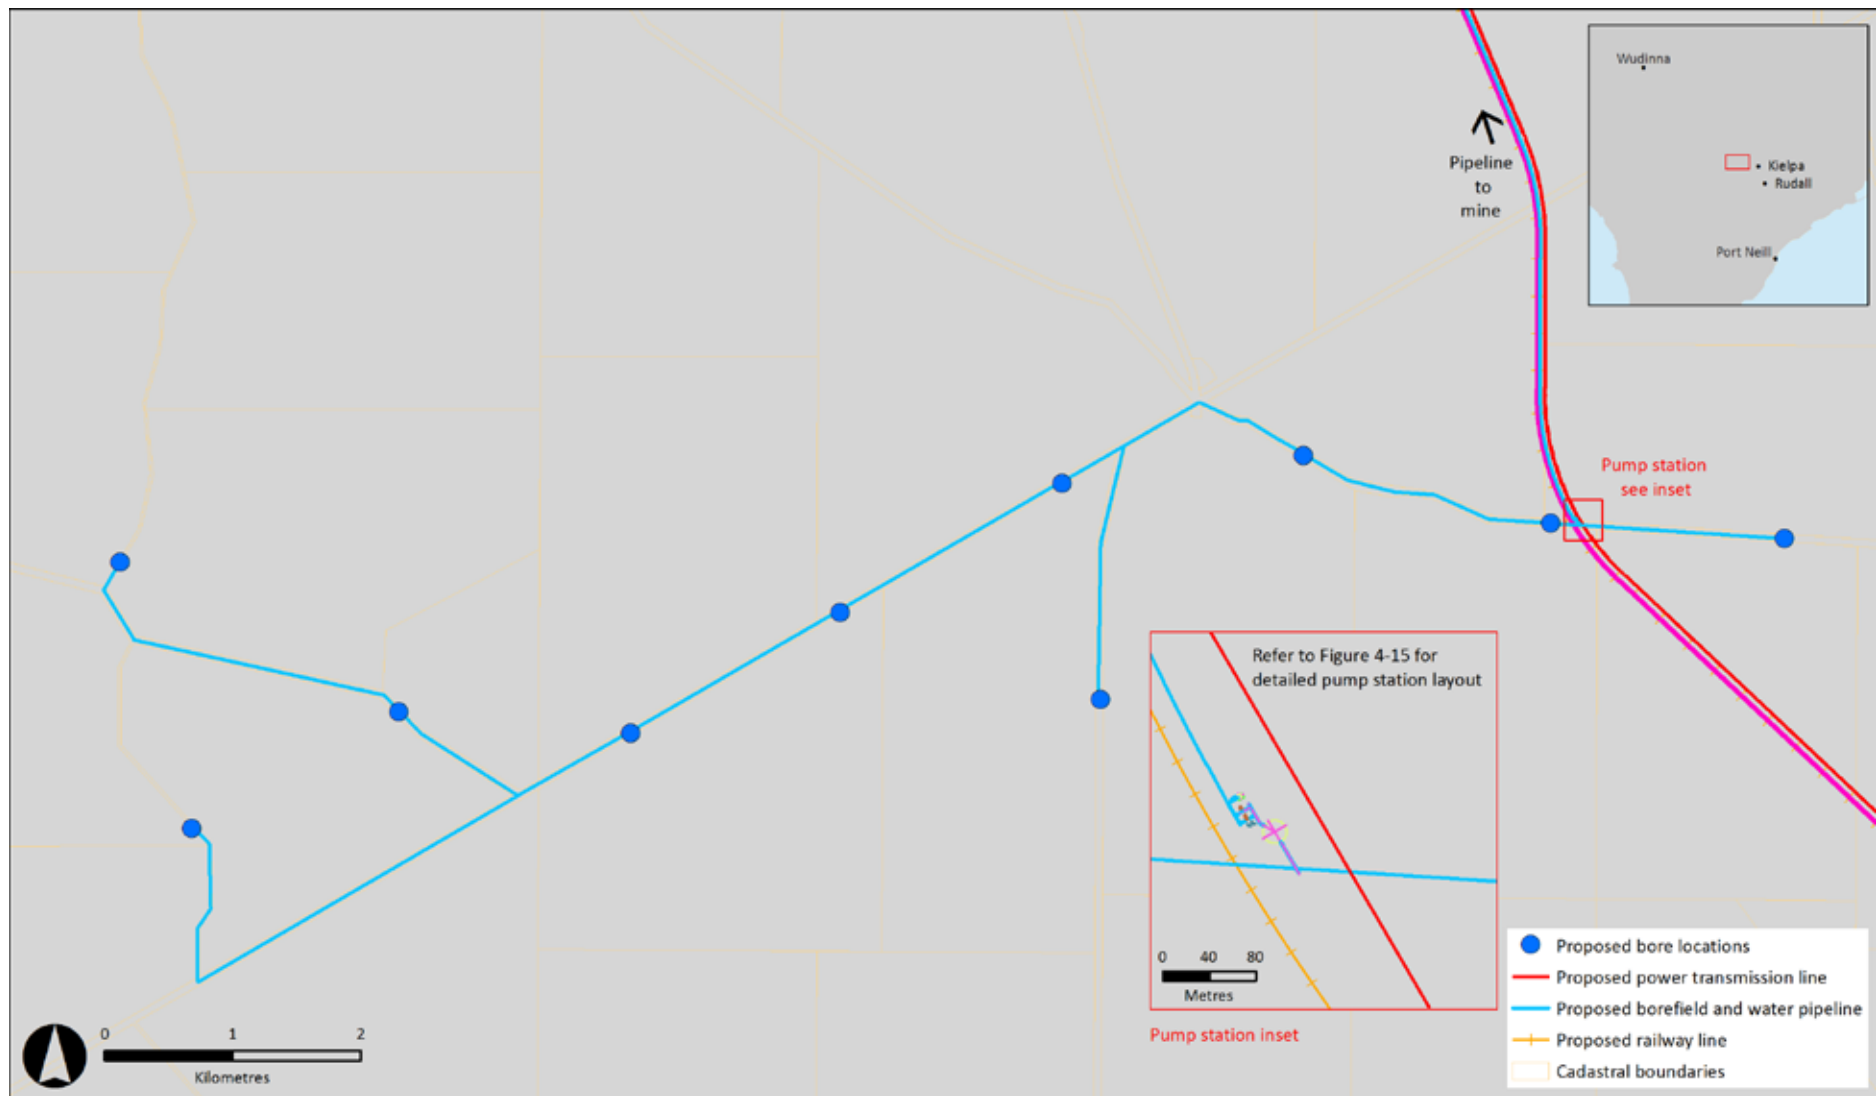 Wudinna
Kielpa
Rudall
Port Neill
Pipeline
to
mine
Pump station
see inset
Refer to Figure 4-15 for
detailed pump station layout
0 40 80
Metres
Pump station inset
0 1 2
Kilometres
Proposed bore locations
Proposed power transmission line
Proposed borefield and water pipeline
Proposed railway line
Cadastral boundaries